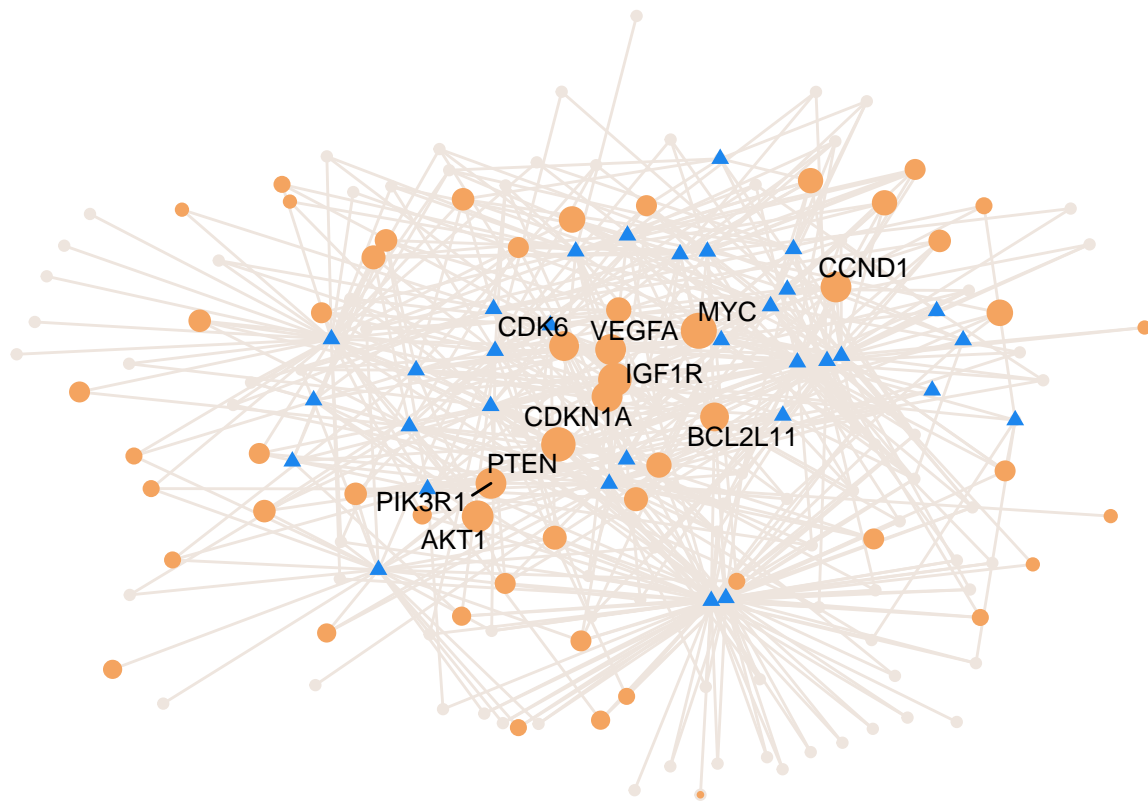 CCND1
MYC
CDK6
VEGFA
IGF1R
CDKN1A
BCL2L11
PTEN
PIK3R1
AKT1